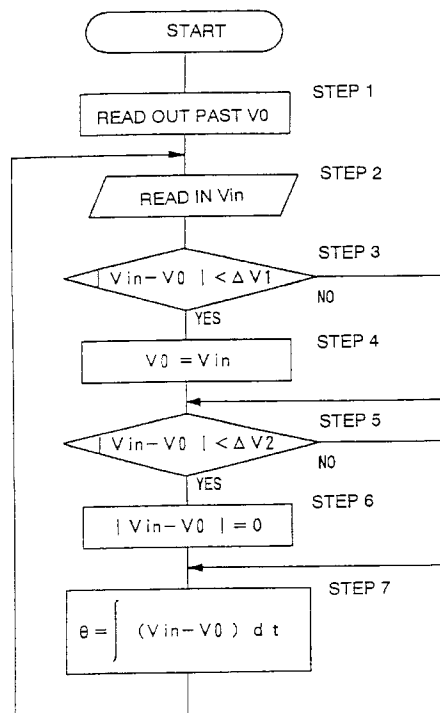 START
STEP 1
READ OUT PAST V0
STEP 2
READ IN Vin
STEP 3
| Vin-V0 | < ΔV1
NO
YES
STEP 4
V0 = Vin
STEP 5
| Vin-V0 | < ΔV2
NO
YES
STEP 6
| Vin-V0 | = 0
STEP 7
θ = ∫ (Vin-V0) dt